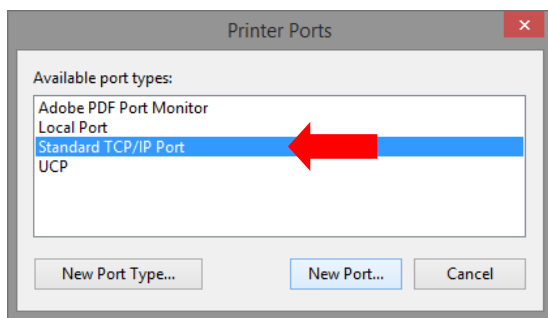 Printer Ports
Available port types:
Adobe PDF Port Monitor
Local Port
Standard TCP/IP Port
UCP
New Port Type... New Port... Cancel